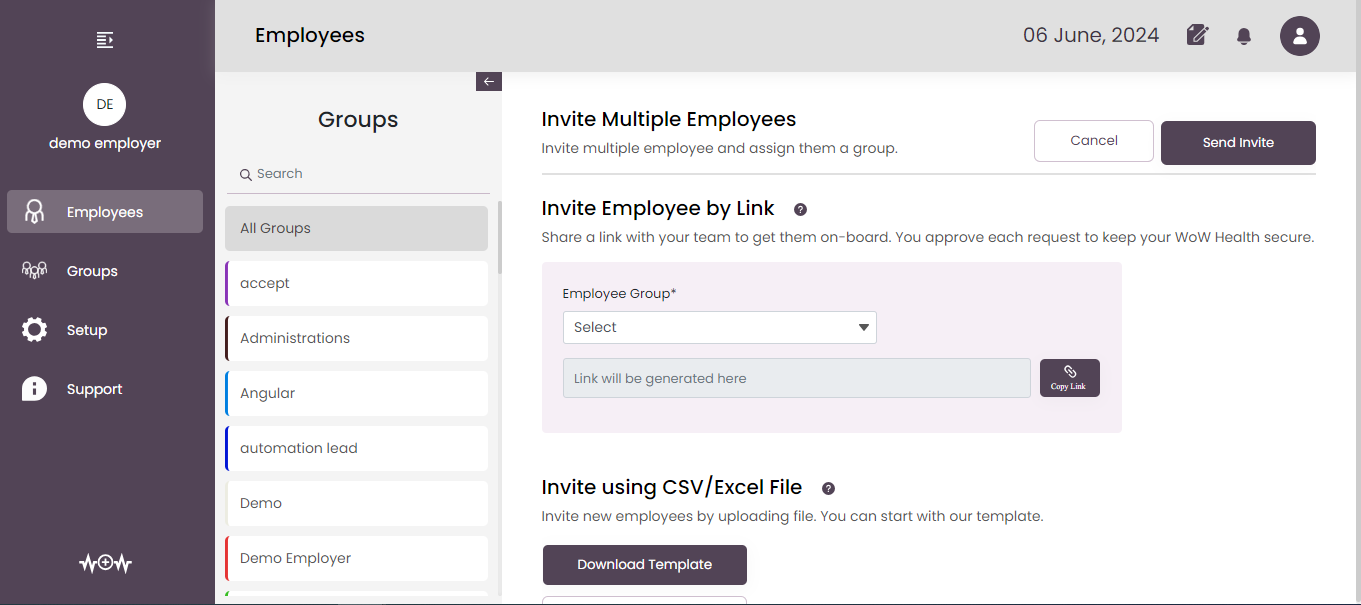 Employees
06 June, 2024
DE
demo employer
Employees
Groups
Setup
Support
WOW
Groups
Search
All Groups
accept
Administrations
Angular
automation lead
Demo
Demo Employer
Invite Multiple Employees
Invite multiple employee and assign them a group.
Cancel
Send Invite
Invite Employee by Link
?
Share a link with your team to get them on-board. You approve each request to keep your WoW Health secure.
Employee Group*
Select
Link will be generated here
Copy Link
Invite using CSV/Excel File
?
Invite new employees by uploading file. You can start with our template.
Download Template